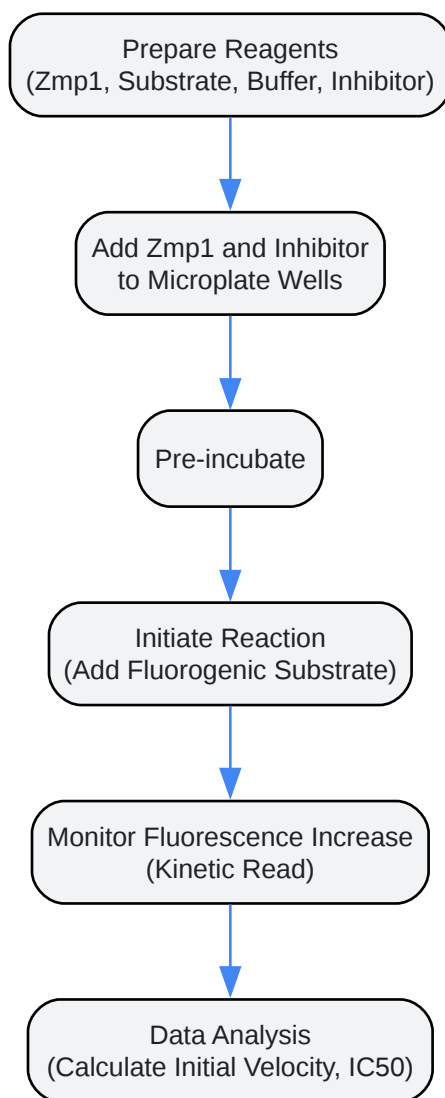 Prepare Reagents
(Zmp1, Substrate, Buffer, Inhibitor)
Add Zmp1 and Inhibitor
to Microplate Wells
Pre-incubate
Initiate Reaction
(Add Fluorogenic Substrate)
Monitor Fluorescence Increase
(Kinetic Read)
Data Analysis
(Calculate Initial Velocity, IC50)